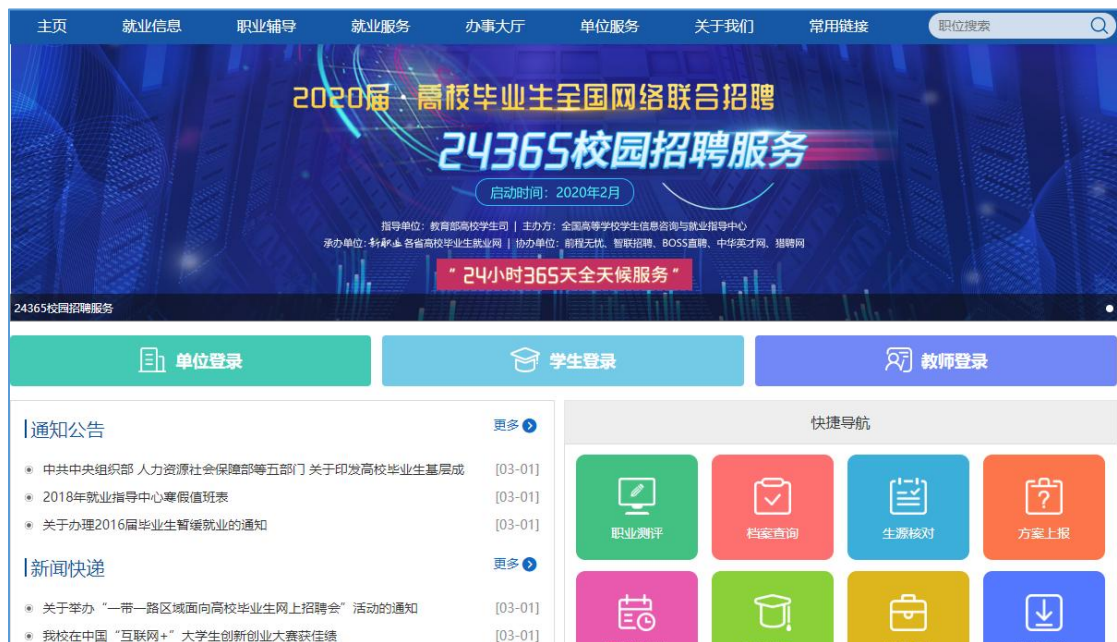 主页 就业信息 职业辅导 就业服务 办事大厅 单位服务 关于我们 常用链接 职位搜索
2020届·高校毕业生全国网络联合招聘
24365校园招聘服务
启动时间：2020年2月
指导单位：教育部高校学生司 | 主办方：全国高等学校学生信息咨询与就业指导中心
承办单位：新职业 各省高校毕业生就业网 | 协办单位：前程无忧、智联招聘、BOSS直聘、中华英才网、猎聘网
“24小时365天全天候服务”
24365校园招聘服务
单位登录 学生登录 教师登录
通知公告 更多
中共中央组织部 人力资源社会保障部等五部门 关于印发高校毕业生基层成 [03-01]
2018年就业指导中心寒假值班表 [03-01]
关于办理2016届毕业生暂缓就业的通知 [03-01]
新闻快递 更多
关于举办“一带一路区域面向高校毕业生网上招聘会”活动的通知 [03-01]
我校在中国“互联网+”大学生创新创业大赛获佳绩 [03-01]
快捷导航
职业测评 档案查询 生源核对 方案上报